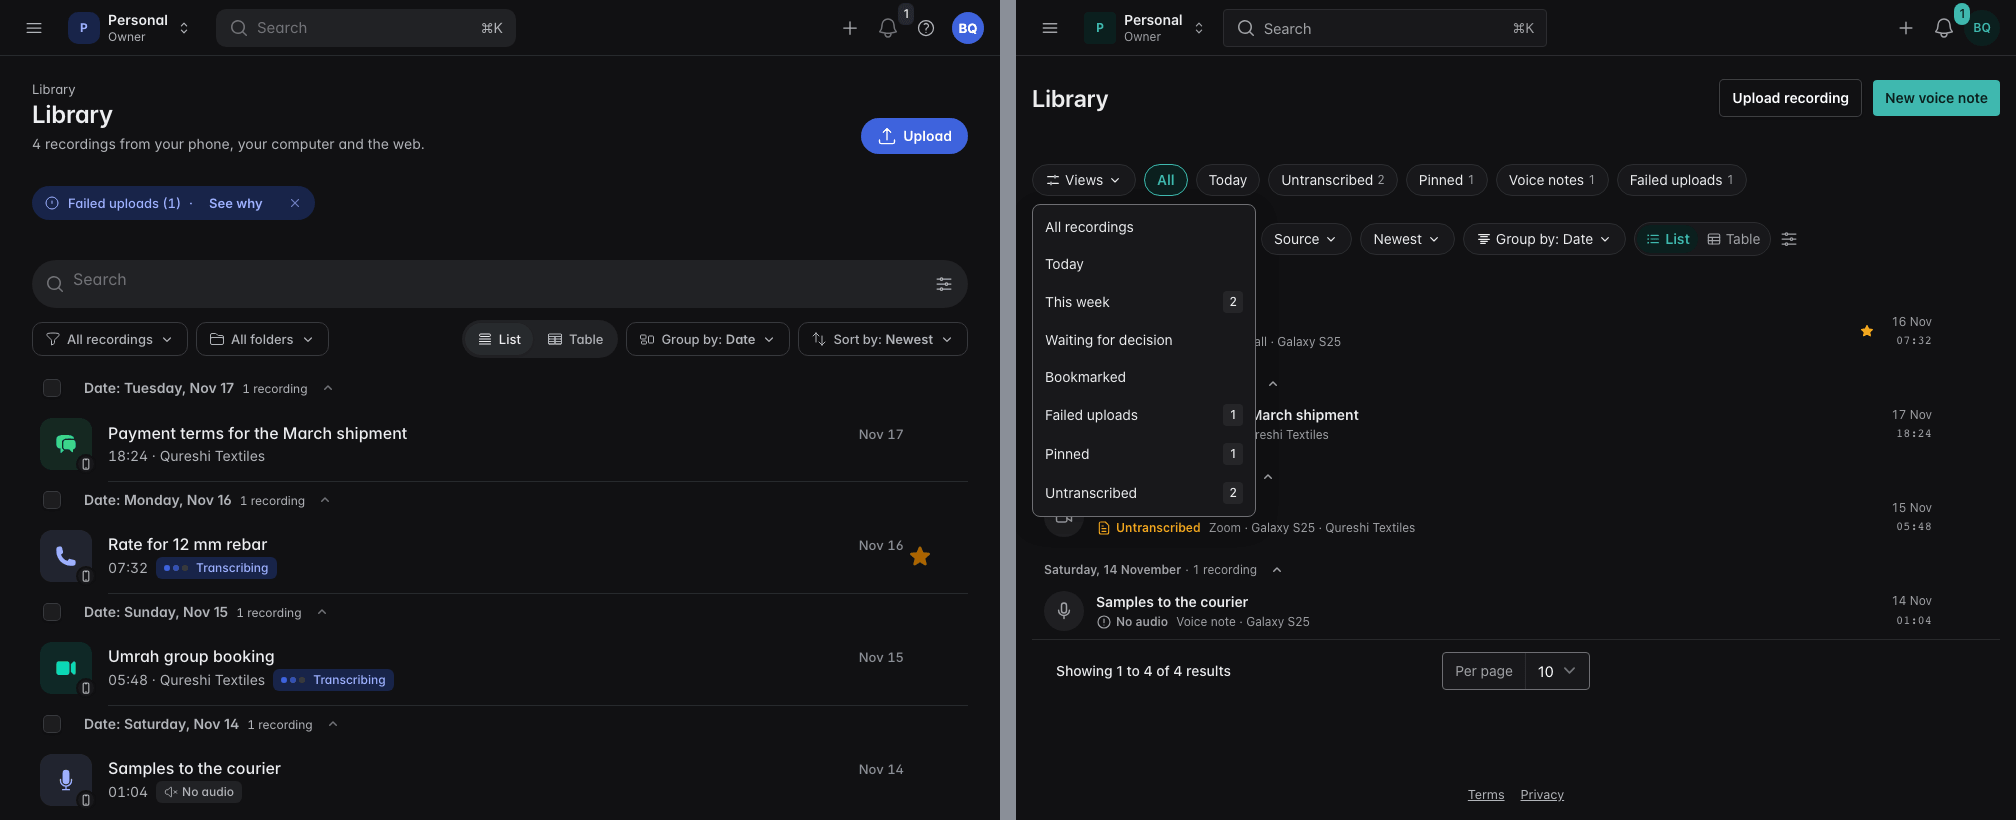 P
Personal
Owner
Search
⌘K
1
BQ
Library
Library
4 recordings from your phone, your computer and the web.
Upload
Failed uploads (1) · See why
Search
All recordings
All folders
List
Table
Group by: Date
Sort by: Newest
Date: Tuesday, Nov 17 1 recording
Payment terms for the March shipment
18:24 · Qureshi Textiles
Nov 17
Date: Monday, Nov 16 1 recording
Rate for 12 mm rebar
07:32 Transcribing
Nov 16
Date: Sunday, Nov 15 1 recording
Umrah group booking
05:48 · Qureshi Textiles Transcribing
Nov 15
Date: Saturday, Nov 14 1 recording
Samples to the courier
01:04 No audio
Nov 14
P
Personal
Owner
Search
⌘K
1
BQ
Library
Upload recording
New voice note
Views
All
Today
Untranscribed 2
Pinned 1
Voice notes 1
Failed uploads 1
Source
Newest
Group by: Date
List
Table
All recordings
Today
This week 2
Waiting for decision
Bookmarked
Failed uploads 1
Pinned 1
Untranscribed 2
· Galaxy S25
16 Nov
07:32
March shipment
Textiles
17 Nov
18:24
Untranscribed Zoom · Galaxy S25 · Qureshi Textiles
15 Nov
05:48
Saturday, 14 November · 1 recording
Samples to the courier
No audio Voice note · Galaxy S25
14 Nov
01:04
Showing 1 to 4 of 4 results
Per page 10
Terms Privacy